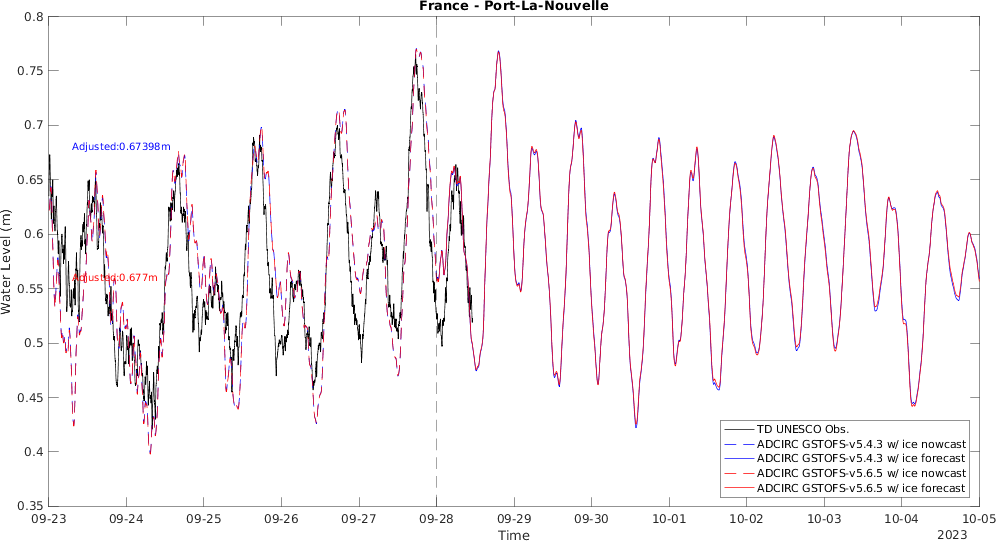 France - Port-La-Nouvelle
0.8
0.75
0.7
0.65
0.6
0.55
0.5
0.45
0.4
0.35
Water Level (m)
Adjusted:0.67398m
Adjusted:0.677m
TD UNESCO Obs.
ADCIRC GSTOFS-v5.4.3 w/ ice nowcast
ADCIRC GSTOFS-v5.4.3 w/ ice forecast
ADCIRC GSTOFS-v5.6.5 w/ ice nowcast
ADCIRC GSTOFS-v5.6.5 w/ ice forecast
09-23 09-24 09-25 09-26 09-27 09-28 09-29 09-30 10-01 10-02 10-03 10-04 10-05
Time
2023